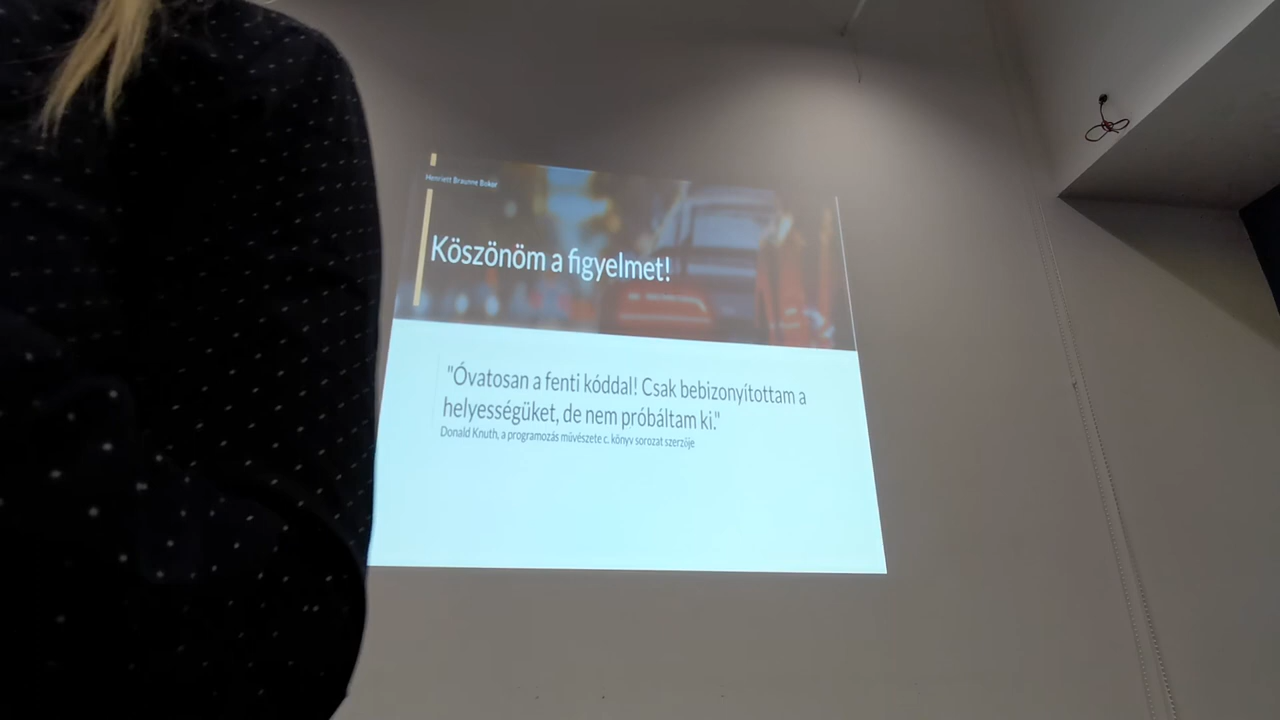 Henriett Braunne Bokor
Köszönöm a figyelmet!
"Óvatosan a fenti kóddal! Csak bebizonyítottam a
helyességüket, de nem próbáltam ki."
Donald Knuth, a programozás művészete c. könyv sorozat szerzője